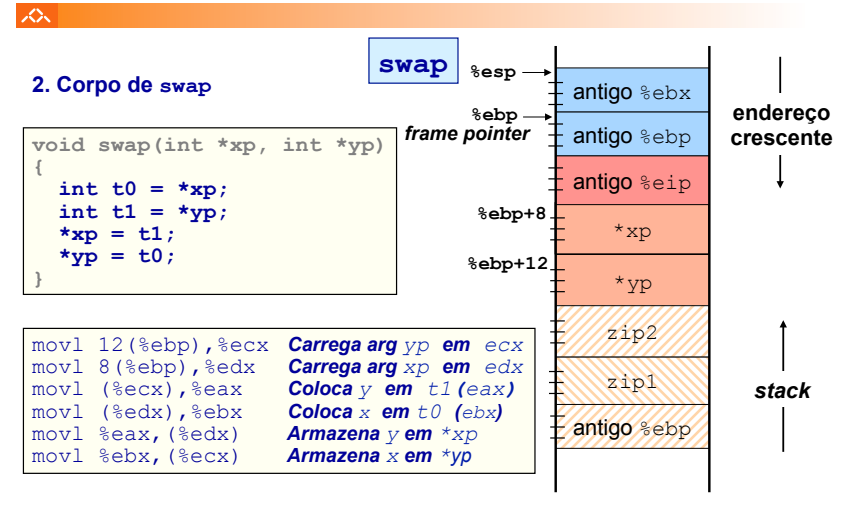 swap
2. Corpo de swap
void swap(int *xp, int *yp)
{
int t0 = *xp;
int t1 = *yp;
*xp = t1;
*yp = t0;
}
movl 12(%ebp),%ecx Carrega arg yp em ecx
movl 8(%ebp),%edx Carrega arg xp em edx
movl (%ecx),%eax Coloca y em t1 (eax)
movl (%edx),%ebx Coloca x em t0 (ebx)
movl %eax,(%edx) Armazena y em *xp
movl %ebx,(%ecx) Armazena x em *yp
%esp
antigo %ebx
%ebp
frame pointer
antigo %ebp
antigo %eip
%ebp+8
*xp
%ebp+12
*yp
zip2
zip1
antigo %ebp
endereço
crescente
stack